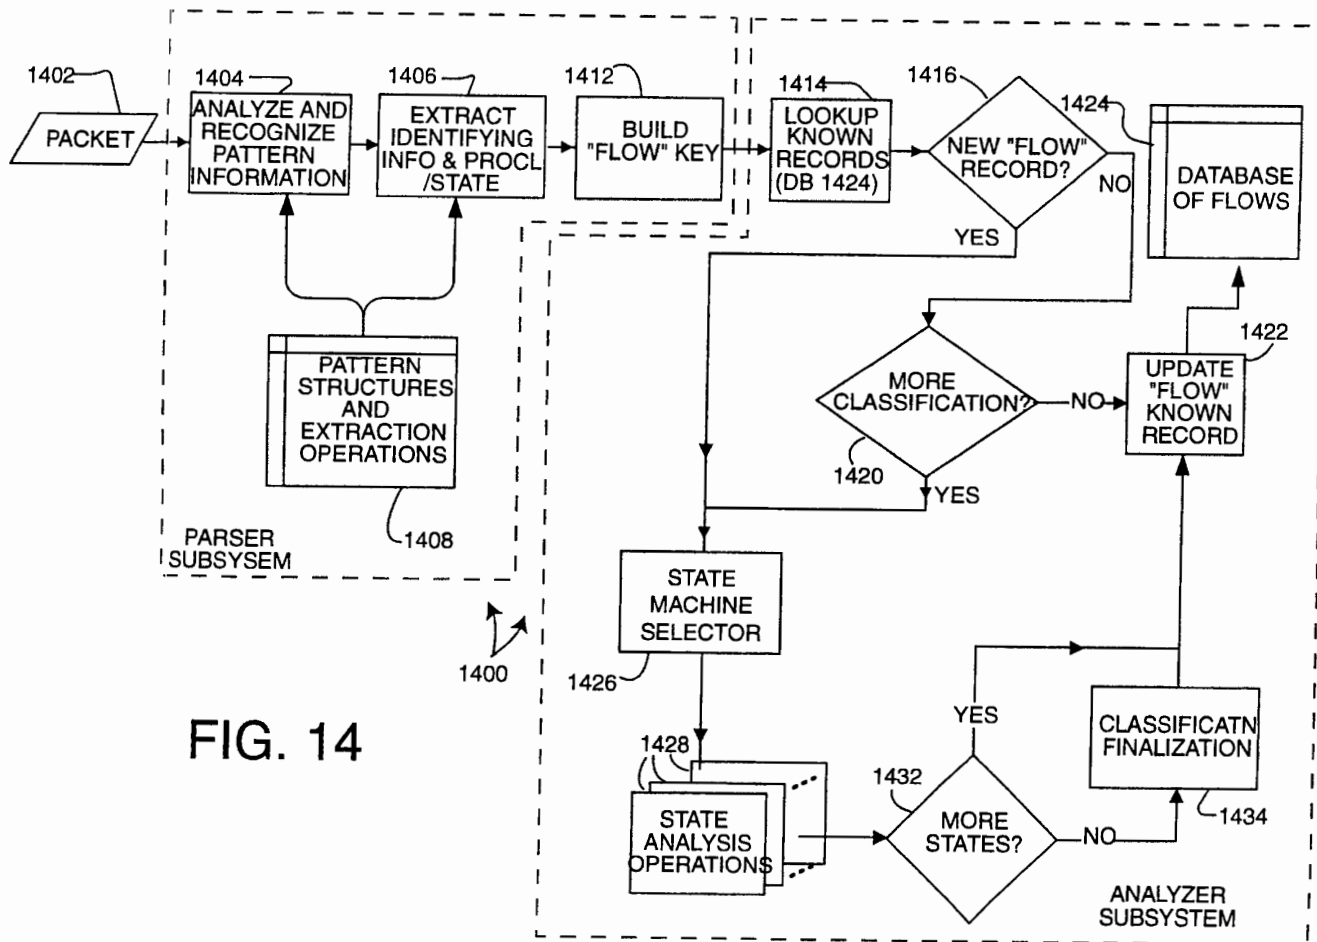 1402
PACKET
1404
ANALYZE AND
RECOGNIZE
PATTERN
INFORMATION
1406
EXTRACT
IDENTIFYING
INFO & PROCL
/STATE
1412
BUILD
"FLOW" KEY
1414
LOOKUP
KNOWN
RECORDS
(DB 1424)
1416
NEW "FLOW"
RECORD?
NO
YES
1424
DATABASE
OF FLOWS
PATTERN
STRUCTURES
AND
EXTRACTION
OPERATIONS
1408
PARSER
SUBSYSEM
MORE
CLASSIFICATION?
1420
NO
YES
1422
UPDATE
"FLOW"
KNOWN
RECORD
STATE
MACHINE
SELECTOR
1426
1400
FIG. 14
1428
STATE
ANALYSIS
OPERATIONS
1432
MORE
STATES?
YES
NO
CLASSIFICATN
FINALIZATION
1434
ANALYZER
SUBSYSTEM